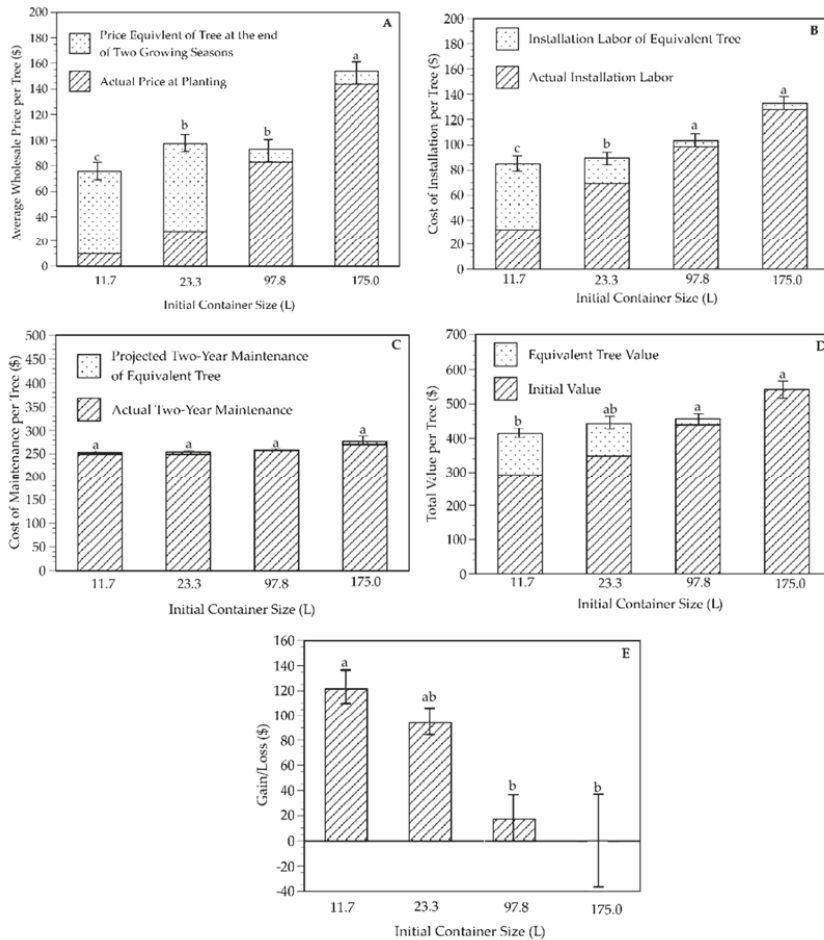 A
Price Equivlent of Tree at the end
of Two Growing Seasons
Actual Price at Planting
Average Wholesale Price per Tree ($)
200
180
160
140
120
100
80
60
40
20
0
c
b
b
a
11.7
23.3
97.8
175.0
Initial Container Size (L)
B
Installation Labor of Equivalent Tree
Actual Installation Labor
Cost of Installation per Tree ($)
200
180
160
140
120
100
80
60
40
20
0
c
b
a
a
11.7
23.3
97.8
175.0
Initial Container Size (L)
C
Projected Two-Year Maintenance
of Equivalent Tree
Actual Two-Year Maintenance
Cost of Maintenance per Tree ($)
500
450
400
350
300
250
200
150
100
50
0
a
a
a
a
11.7
23.3
97.8
175.0
Initial Container Size (L)
D
Equivalent Tree Value
Initial Value
Total Value per Tree ($)
700
600
500
400
300
200
100
0
b
ab
a
a
11.7
23.3
97.8
175.0
Initial Container Size (L)
E
Gain/Loss ($)
160
140
120
100
80
60
40
20
0
-20
-40
a
ab
b
b
11.7
23.3
97.8
175.0
Initial Container Size (L)